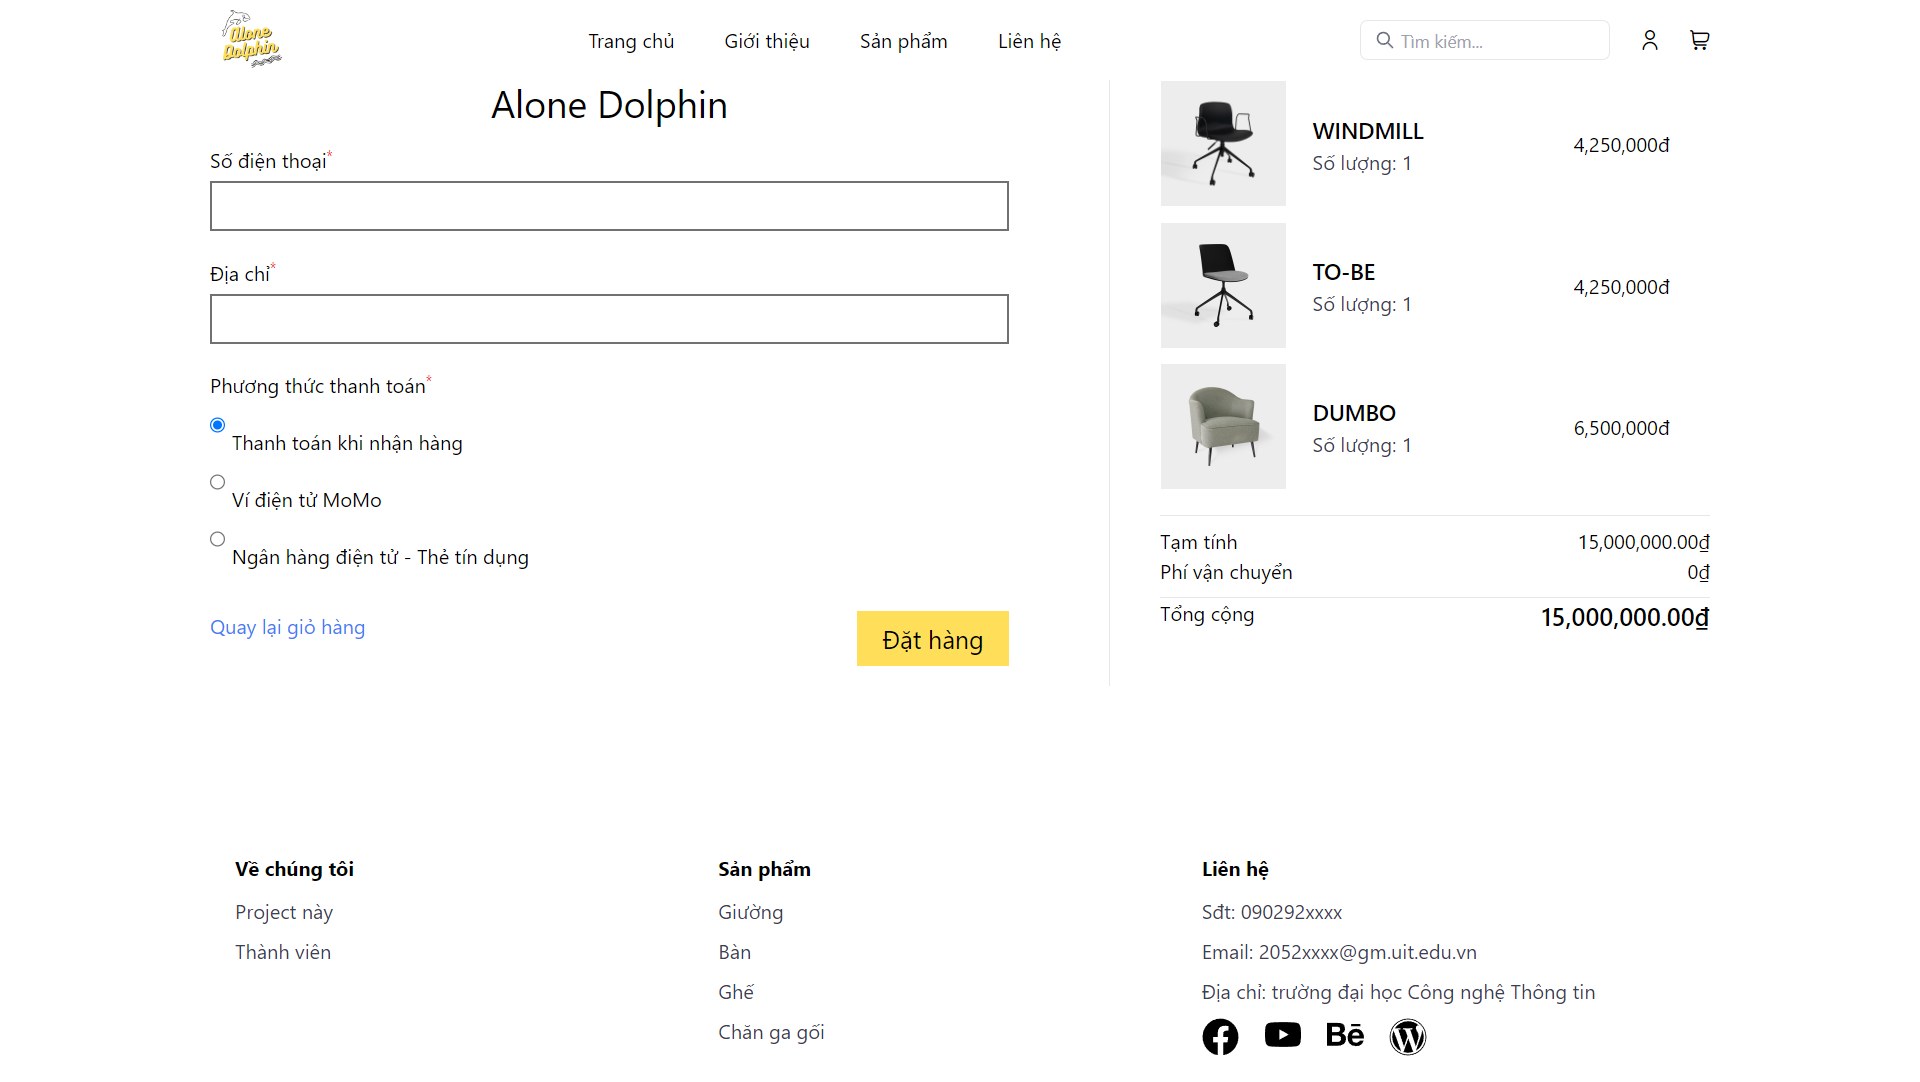 Alone
Dolphin
Trang chủ
Giới thiệu
Sản phẩm
Liên hệ
Tìm kiếm...
Alone Dolphin
Số điện thoại*
Địa chỉ*
Phương thức thanh toán*
Thanh toán khi nhận hàng
Ví điện tử MoMo
Ngân hàng điện tử - Thẻ tín dụng
Quay lại giỏ hàng
Đặt hàng
WINDMILL
Số lượng: 1
4,250,000đ
TO-BE
Số lượng: 1
4,250,000đ
DUMBO
Số lượng: 1
6,500,000đ
Tạm tính 15,000,000.00₫
Phí vận chuyển 0₫
Tổng cộng 15,000,000.00₫
Về chúng tôi
Project này
Thành viên
Sản phẩm
Giường
Bàn
Ghế
Chăn ga gối
Liên hệ
Sđt: 090292xxxx
Email: 2052xxxx@gm.uit.edu.vn
Địa chỉ: trường đại học Công nghệ Thông tin
Bē